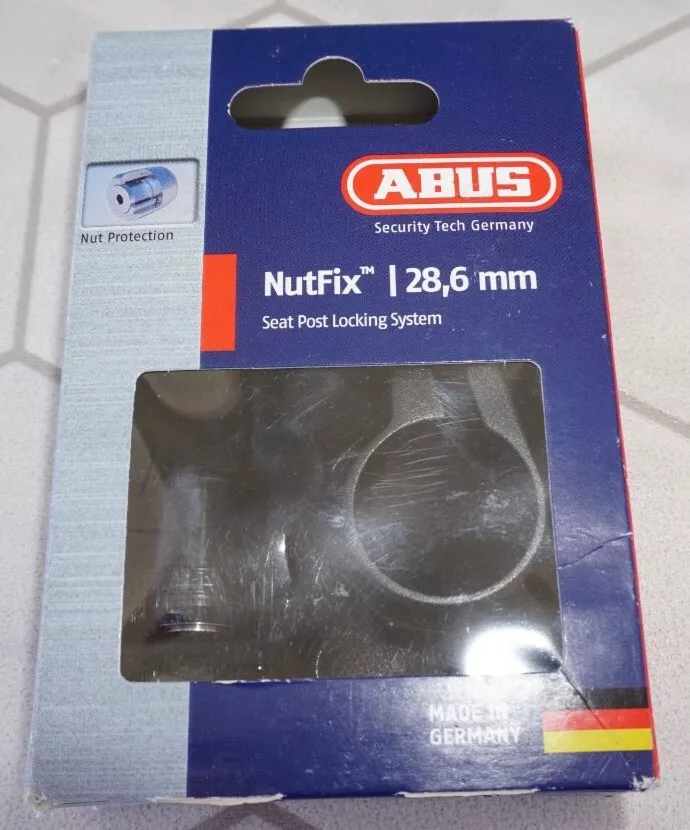 ABUS
Security Tech Germany
Nut Protection
NutFix™ | 28,6 mm
Seat Post Locking System
MADE IN
GERMANY